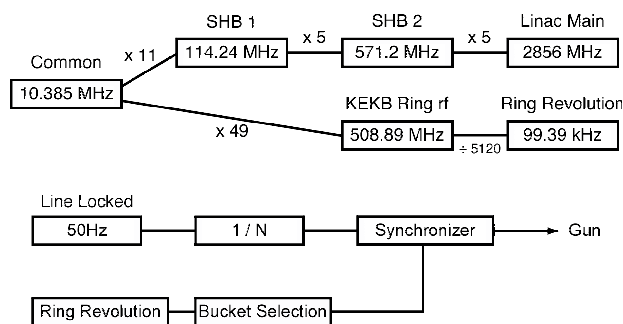 SHB 1
SHB 2
Linac Main
Common
x 11
114.24 MHz
x 5
571.2 MHz
x 5
2856 MHz
10.385 MHz
KEKB Ring rf
Ring Revolution
x 49
508.89 MHz
÷ 5120
99.39 kHz
Line Locked
50Hz
1 / N
Synchronizer
Gun
Ring Revolution
Bucket Selection